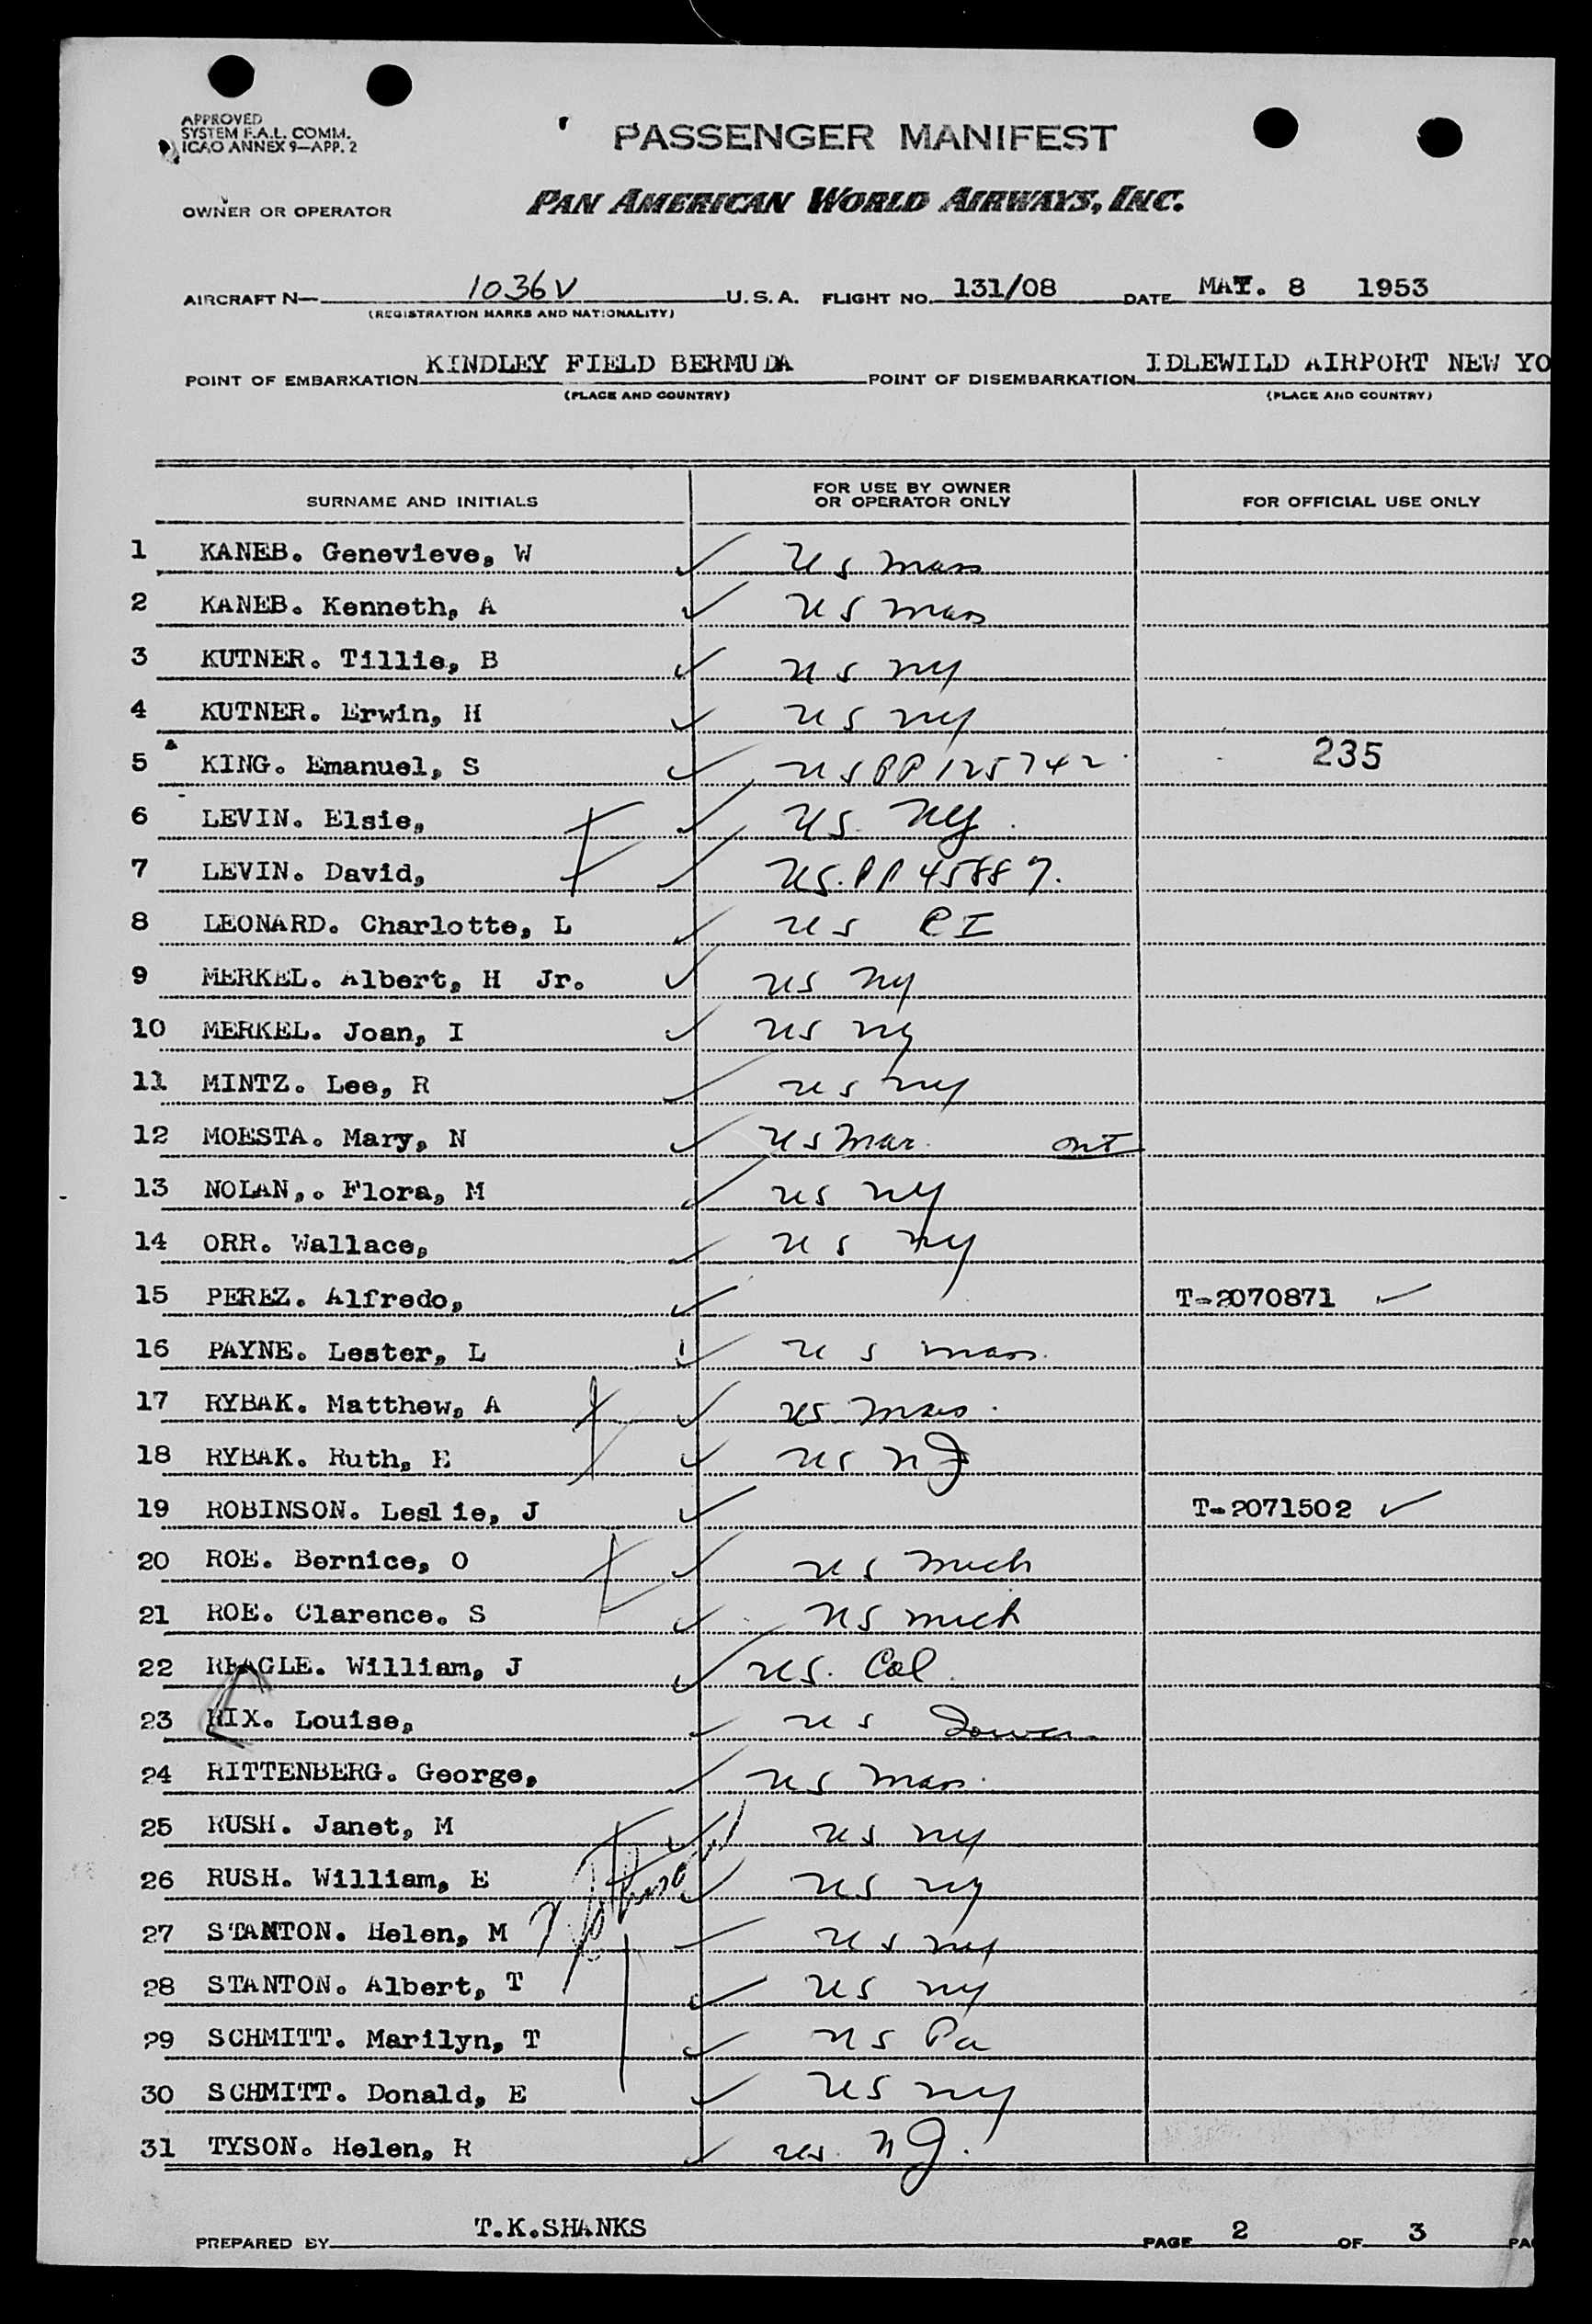 APPROVED
SYSTEM F.A.L. COMM.
ICAO ANNEX 9—APP. 2
PASSENGER MANIFEST
OWNER OR OPERATOR
PAN AMERICAN WORLD AIRWAYS, INC.
AIRCRAFT N— 1036V U.S.A. FLIGHT NO. 131/08 DATE MAY. 8 1953
(REGISTRATION MARKS AND NATIONALITY)
POINT OF EMBARKATION KINDLEY FIELD BERMUDA POINT OF DISEMBARKATION IDLEWILD AIRPORT NEW YO
(PLACE AND COUNTRY) (PLACE AND COUNTRY)
SURNAME AND INITIALS FOR USE BY OWNER OR OPERATOR ONLY FOR OFFICIAL USE ONLY
1 KANEB. Genevieve, W ✓ US Mass
2 KANEB. Kenneth, A ✓ US Mass
3 KUTNER. Tillie, B ✓ US NY
4 KUTNER. Erwin, H ✓ US NY
5 KING. Emanuel, S ✓ US PP 125742 235
6 LEVIN. Elsie, ✓ US. NY.
7 LEVIN. David, ✓ US. PP 45887.
8 LEONARD. Charlotte, L ✓ US RI
9 MERKEL. Albert, H Jr. ✓ US NY
10 MERKEL. Joan, I ✓ US NY
11 MINTZ. Lee, R ✓ US NY
12 MOESTA. Mary, N ✓ US Mar. ont
13 NOLAN,. Flora, M ✓ US NY
14 ORR. Wallace, ✓ US NY
15 PEREZ. Alfredo, ✓ T-2070871 ✓
16 PAYNE. Lester, L ✓ US Mass.
17 RYBAK. Matthew, A ✓ US Mass.
18 RYBAK. Ruth, E ✓ US NJ
19 ROBINSON. Leslie, J ✓ T-2071502 ✓
20 ROE. Bernice, O ✓ US Mich
21 ROE. Clarence. S ✓ US Mich
22 REAGLE. William, J ✓ US. Cal.
23 RIX. Louise, ✓ US Iowa
24 RITTENBERG. George, ✓ US Mass.
25 RUSH. Janet, M ✓ US NY
26 RUSH. William, E ✓ US NY
27 STANTON. Helen, M ✓ US NY
28 STANTON. Albert, T ✓ US NY
29 SCHMITT. Marilyn, T ✓ US Pa
30 SCHMITT. Donald, E ✓ US NY
31 TYSON. Helen, R ✓ US. NJ.
PREPARED BY T.K.SHANKS PAGE 2 OF 3 PA